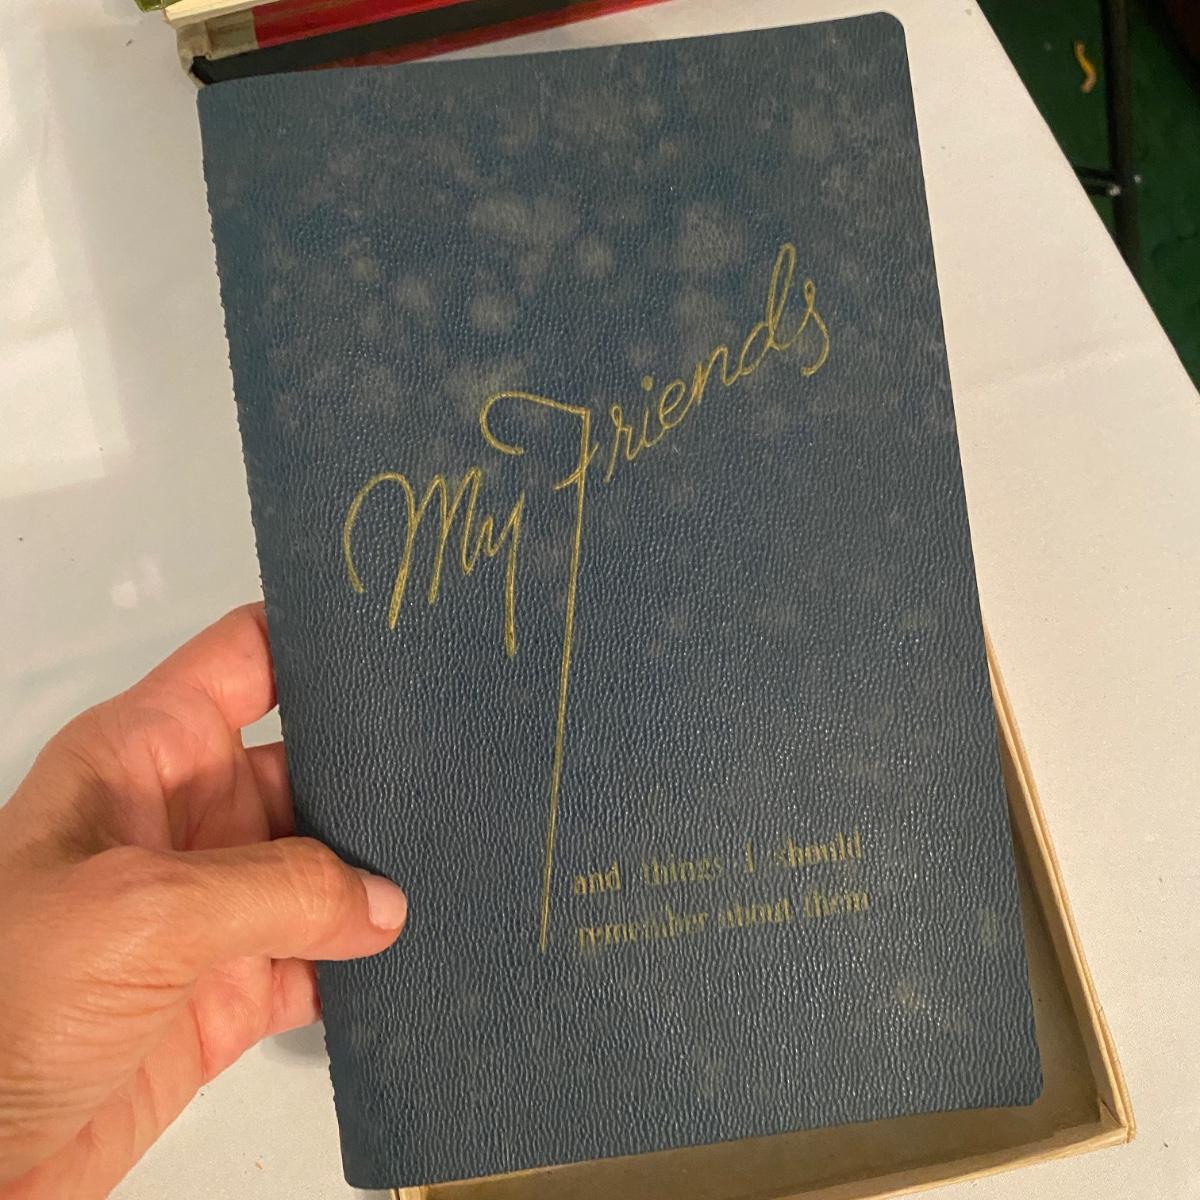 My Friends
and things I should
remember about them